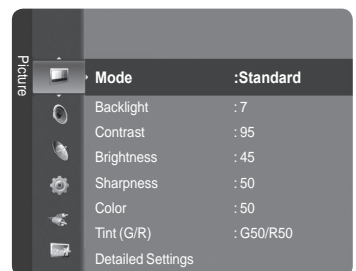 Picture
Mode :Standard
Backlight : 7
Contrast : 95
Brightness : 45
Sharpness : 50
Color : 50
Tint (G/R) : G50/R50
Detailed Settings